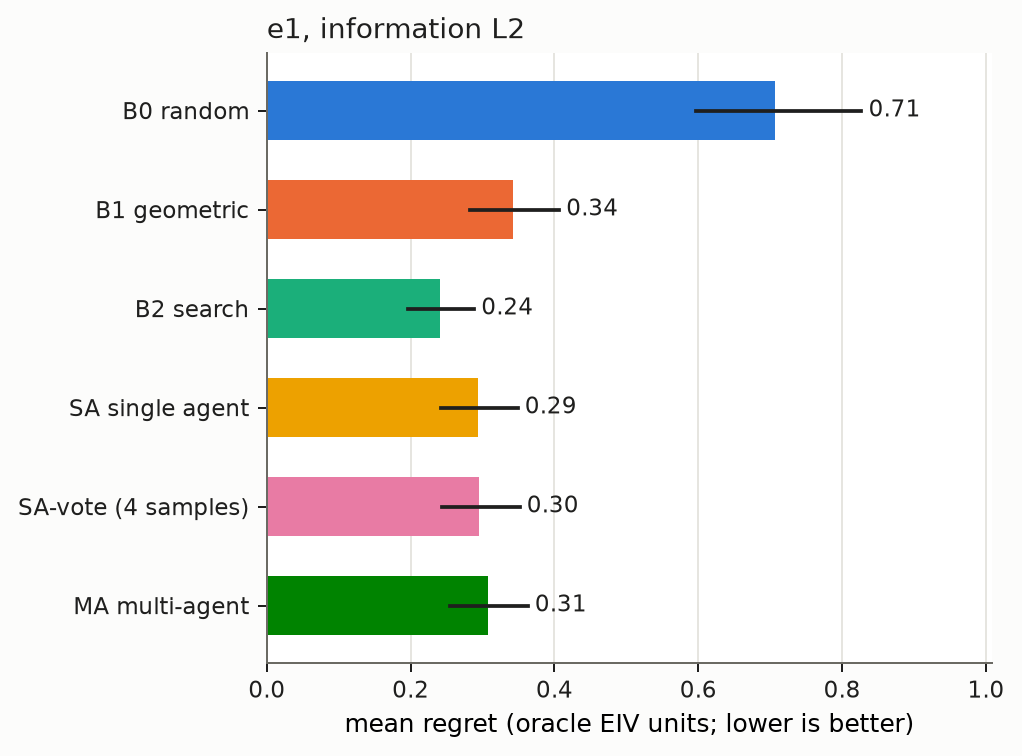 e1, information L2
B0 random 0.71
B1 geometric 0.34
B2 search 0.24
SA single agent 0.29
SA-vote (4 samples) 0.30
MA multi-agent 0.31
0.0 0.2 0.4 0.6 0.8 1.0
mean regret (oracle EIV units; lower is better)